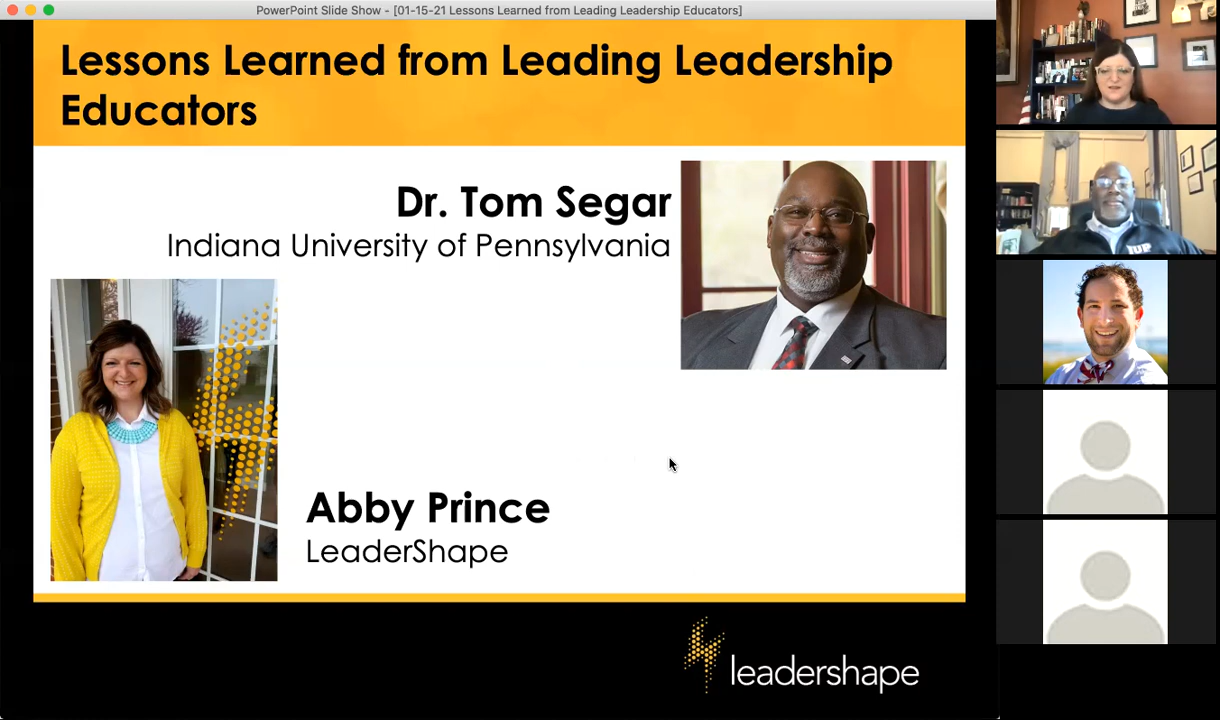 PowerPoint Slide Show - [01-15-21 Lessons Learned from Leading Leadership Educators]
Lessons Learned from Leading Leadership
Educators
Dr. Tom Segar
Indiana University of Pennsylvania
Abby Prince
LeaderShape
leadershape
IUP